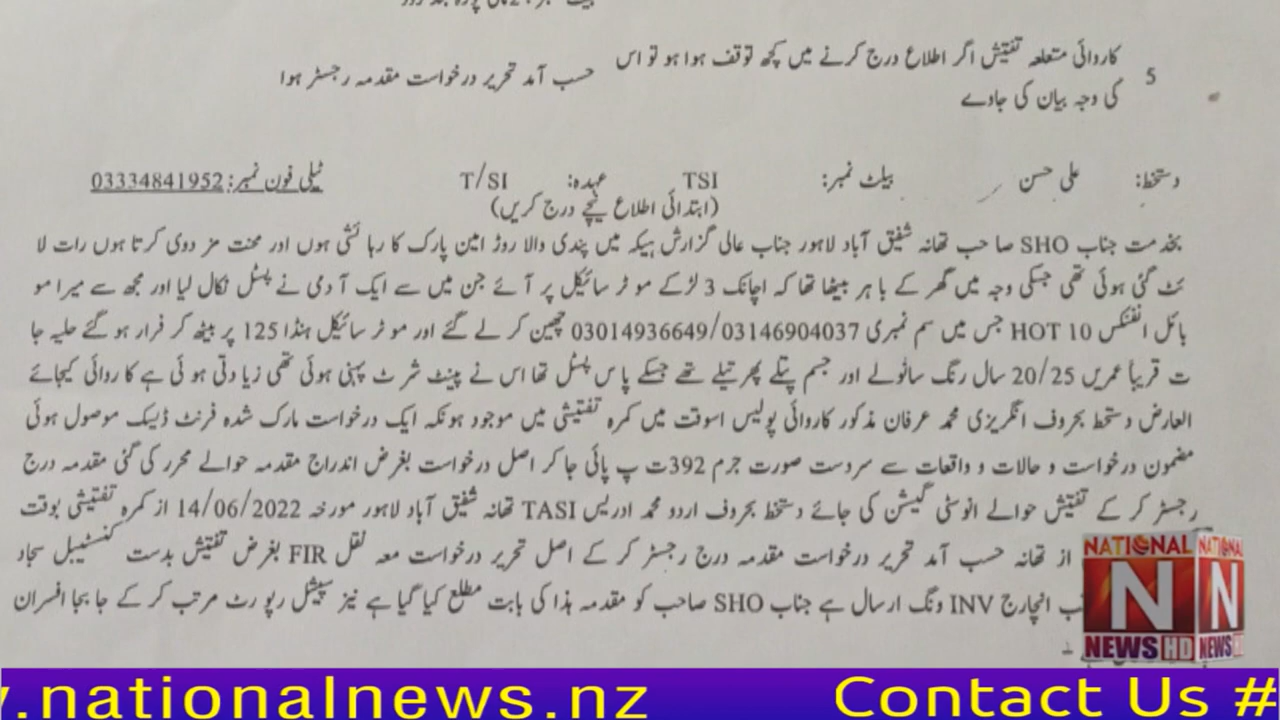 5 کاروائی متعلقہ تفتیش اگر اطلاع درج کرنے میں کچھ توقف ہوا ہو تو اس حسب آمد تحریر درخواست مقدمہ رجسٹر ہوا
کی وجہ بیان کی جاوے
دستخط: علی حسن بیلٹ نمبر: TSI عہدہ: T/SI ٹیلی فون نمبر: 03334841952
(ابتدائی اطلاع نیچے درج کریں)
بخدمت جناب SHO صاحب تھانہ شفیق آباد لاہور جناب عالی گزارش ہیکہ میں پندی والا روڑ امین پارک کا رہائشی ہوں اور محنت مزدوی کرتا ہوں رات لا
ئٹ گئی ہوئی تھی جسکی وجہ میں گھر کے باہر بیٹھا تھا کہ اچانک 3 لڑکے موٹر سائیکل پر آئے جن میں سے ایک آدمی نے پسٹل نکال لیا اور مجھ سے میرا مو
بائل انفنکس HOT 10 جس میں سم نمبری 03014936649/03146904037 چھین کر لے گئے اور موٹر سائیکل ہنڈا 125 پر بیٹھ کر فرار ہو گئے حلیہ جا
ت قریباً عمریں 20/25 سال رنگ سانولے اور جسم پتلے پھر تیلے تھے جسکے پاس پسٹل تھا اس نے پینٹ شرٹ پہنی ہوئی تھی زیادتی ہوئی ہے کاروائی کیجائے
العارض دستخط بحروف انگریزی محمد عرفان مذکور کاروائی پولیس اسوقت میں کمرہ تفتیشی میں موجود ہونکہ ایک درخواست مارک شدہ فرنٹ ڈیسک موصول ہوئی
مضمون درخواست و حالات و واقعات سے سردست صورت جرم 392ت پ پائی جا کر اصل درخواست بغرض اندراج مقدمہ حوالے محرر کی گئی مقدمہ درج
رجسٹر کر کے تفتیش حوالے انوسٹی گیشن کی جائے دستخط بحروف اردو محمد ادریس TASI تھانہ شفیق آباد لاہور مورخہ 14/06/2022 از کمرہ تفتیشی بوقت
از تھانہ حسب آمد تحریر درخواست مقدمہ درج رجسٹر کر کے اصل تحریر درخواست معہ نقل FIR بغرض تفتیش بدست کنسٹیبل سجاد
انچارج INV ونگ ارسال ہے جناب SHO صاحب کو مقدمہ ہذا کی بابت مطلع کیا گیا ہے نیز سپیشل رپورٹ مرتب کر کے جابجا افسران
NATIONAL NATIONAL
N N
NEWS HD NEWS HD
.nationalnews.nz Contact Us #